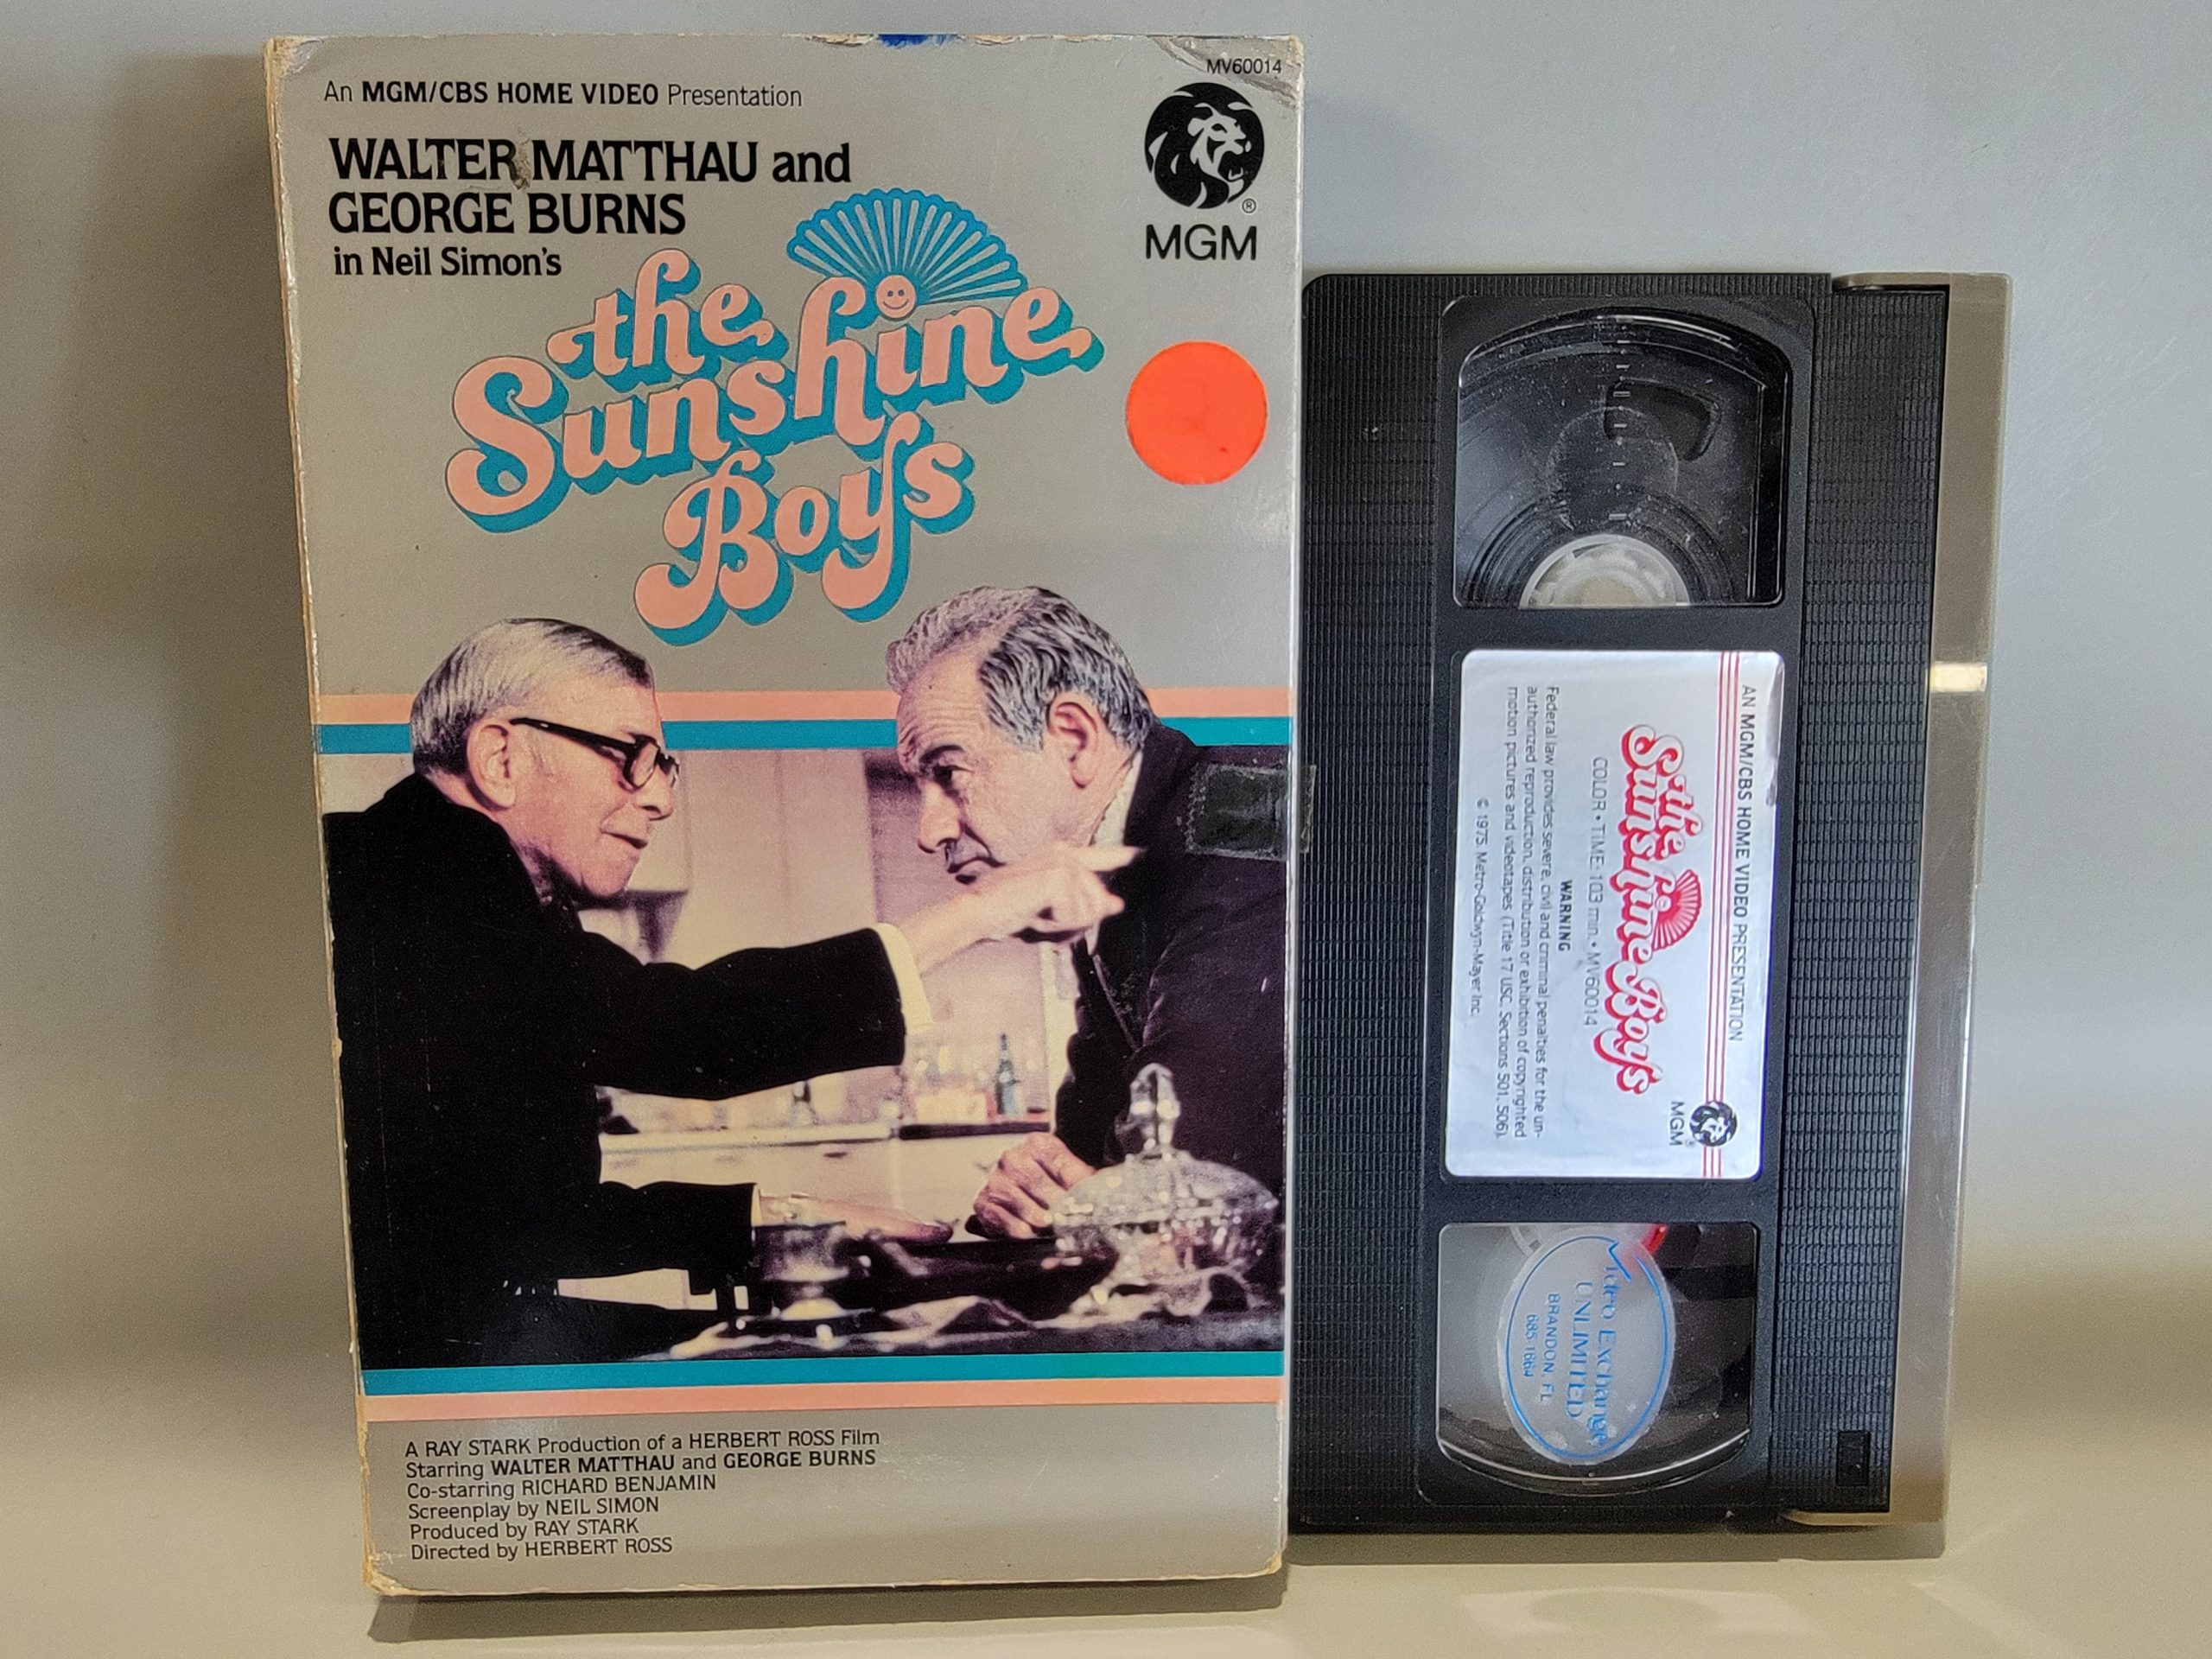 An MGM/CBS HOME VIDEO Presentation
MV60014
WALTER MATTHAU and
GEORGE BURNS
in Neil Simon's
the
Sunshine
Boys
®
MGM
A RAY STARK Production of a HERBERT ROSS Film
Starring WALTER MATTHAU and GEORGE BURNS
Co-starring RICHARD BENJAMIN
Screenplay by NEIL SIMON
Produced by RAY STARK
Directed by HERBERT ROSS
AN MGM/CBS HOME VIDEO PRESENTATION
MGM
the
Sunshine Boys
COLOR • TIME: 103 min. • MV60014
WARNING
Federal law provides severe, civil and criminal penalties for the un-
authorized reproduction, distribution or exhibition of copyrighted
motion pictures and videotapes (Title 17 USC, Sections 501, 506).
© 1975, Metro-Goldwyn-Mayer Inc.
Video Exchange
UNLIMITED
BRANDON, FL